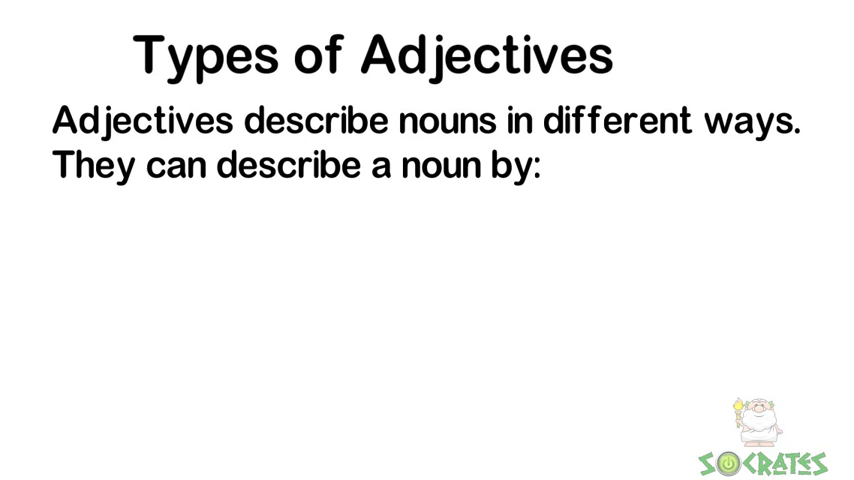 Types of Adjectives
Adjectives describe nouns in different ways.
They can describe a noun by:
SOCRATES